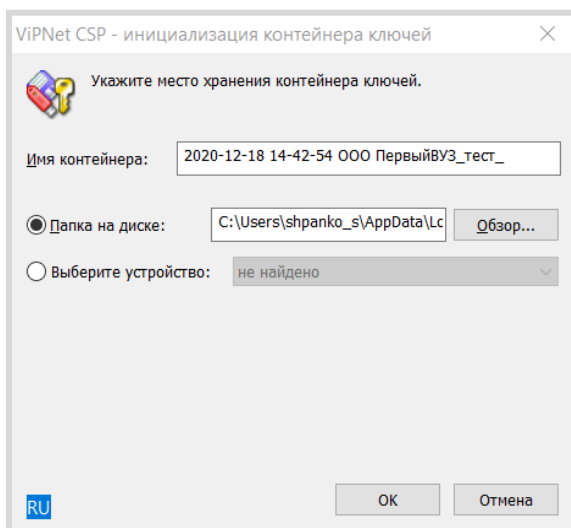 ViPNet CSP - инициализация контейнера ключей
Укажите место хранения контейнера ключей.
Имя контейнера: 2020-12-18 14-42-54 ООО ПервыйВУЗ_тест_
Папка на диске: C:\Users\shpanko_s\AppData\Lc Обзор...
Выберите устройство: не найдено
RU OK Отмена